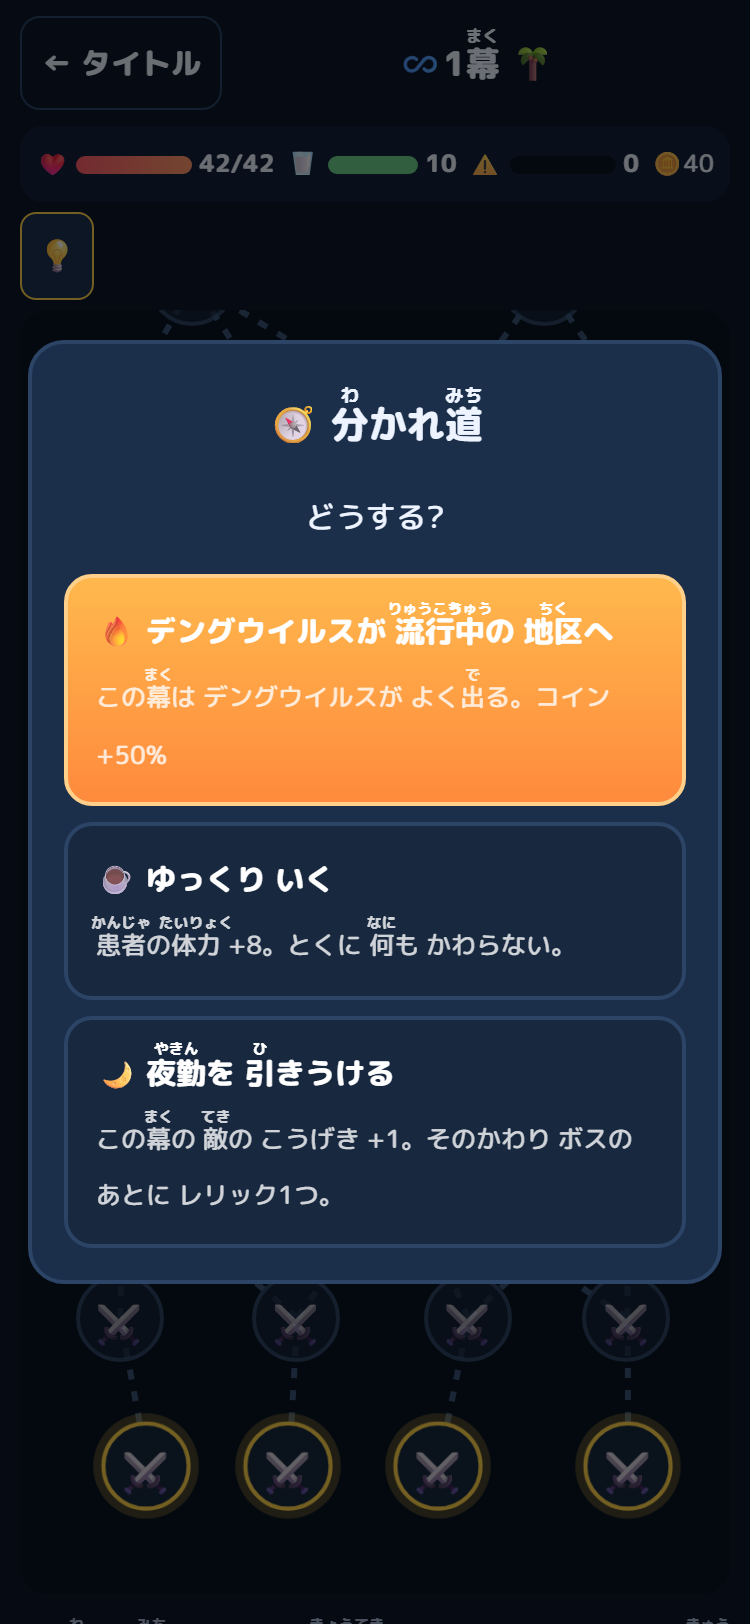 ← タイトル
まく
∞1幕
42/42 10 0 40
わ みち
分かれ道
どうする?
りゅうこうちゅう ちく
デングウイルスが 流行中の 地区へ
まく で
この幕は デングウイルスが よく出る。コイン
+50%
ゆっくり いく
かんじゃ たいりょく なに
患者の体力 +8。とくに 何も かわらない。
やきん ひ
夜勤を 引きうける
まく てき
この幕の 敵の こうげき +1。そのかわり ボスの
あとに レリック1つ。